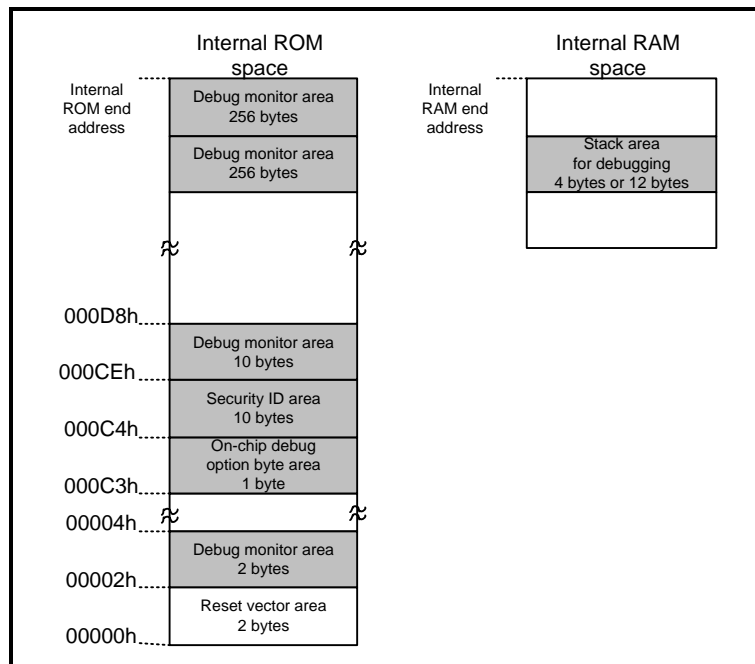 Internal ROM
space
Internal
ROM end
address
Debug monitor area
256 bytes
Debug monitor area
256 bytes
000D8h
Debug monitor area
10 bytes
000CEh
Security ID area
10 bytes
000C4h
On-chip debug
option byte area
1 byte
000C3h
00004h
Debug monitor area
2 bytes
00002h
Reset vector area
2 bytes
00000h
Internal RAM
space
Internal
RAM end
address
Stack area
for debugging
4 bytes or 12 bytes